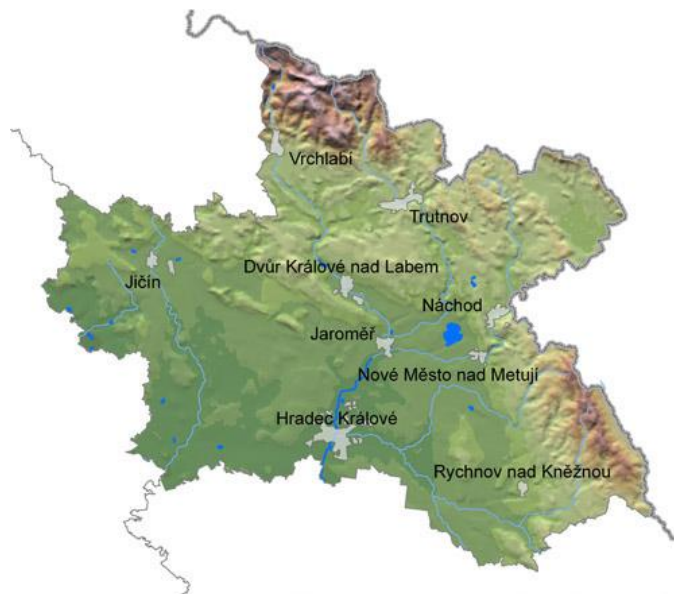 Vrchlabí
Trutnov
Dvůr Králové nad Labem
Jičín
Náchod
Jaroměř
Nové Město nad Metují
Hradec Králové
Rychnov nad Kněžnou